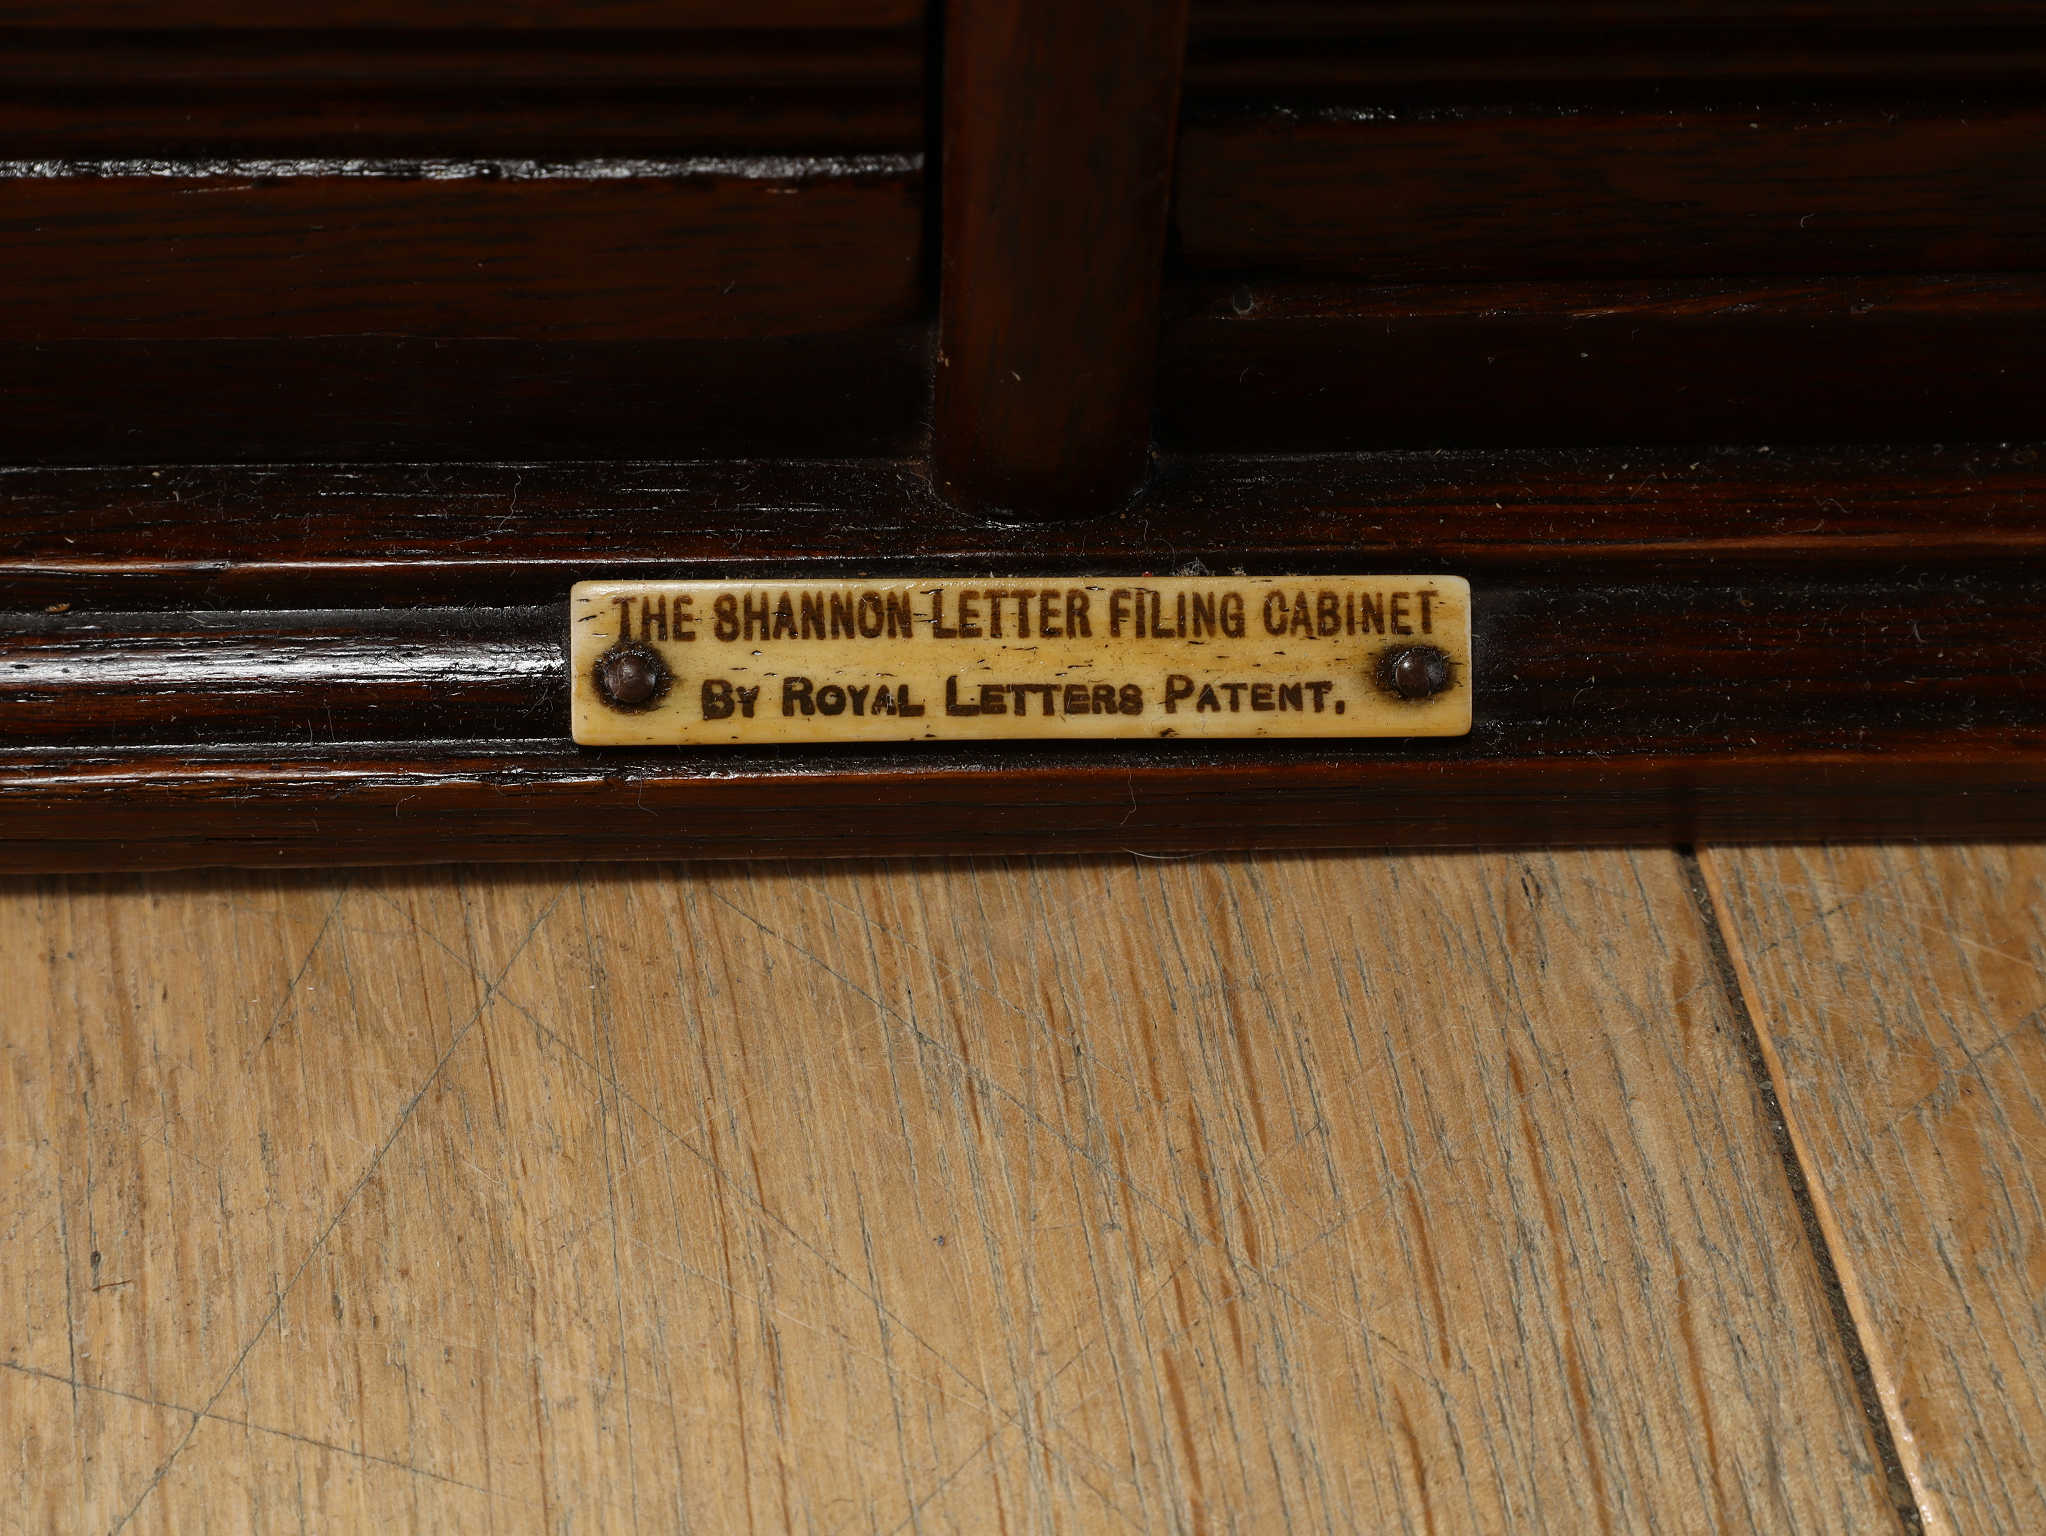 THE SHANNON LETTER FILING CABINET
BY ROYAL LETTERS PATENT.